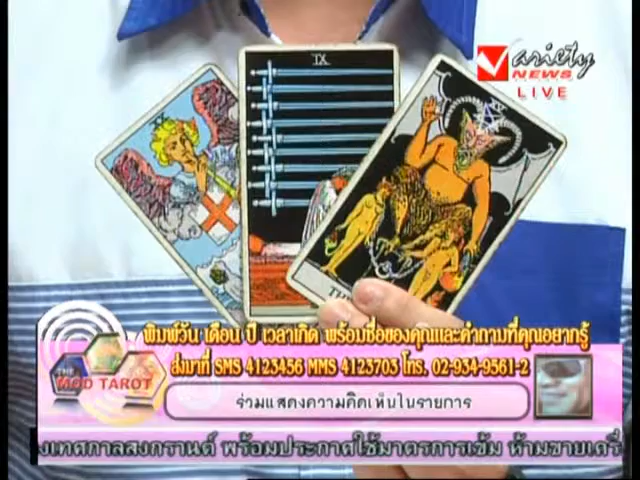 IX
Variety
NEWS
LIVE
พิมพ์วัน เดือน ปี เวลาเกิด พร้อมชื่อของคุณและคำถามที่คุณอยากรู้
ส่งมาที่ SMS 4123456 MMS 4123703 โทร. 02-934-9561-2
THE
MOD TAROT
ร่วมแสดงความคิดเห็นในรายการ
งเทศกาลสงกรานต์ พร้อมประกาศใช้มาตรการเข้ม ห้ามขายเครื่